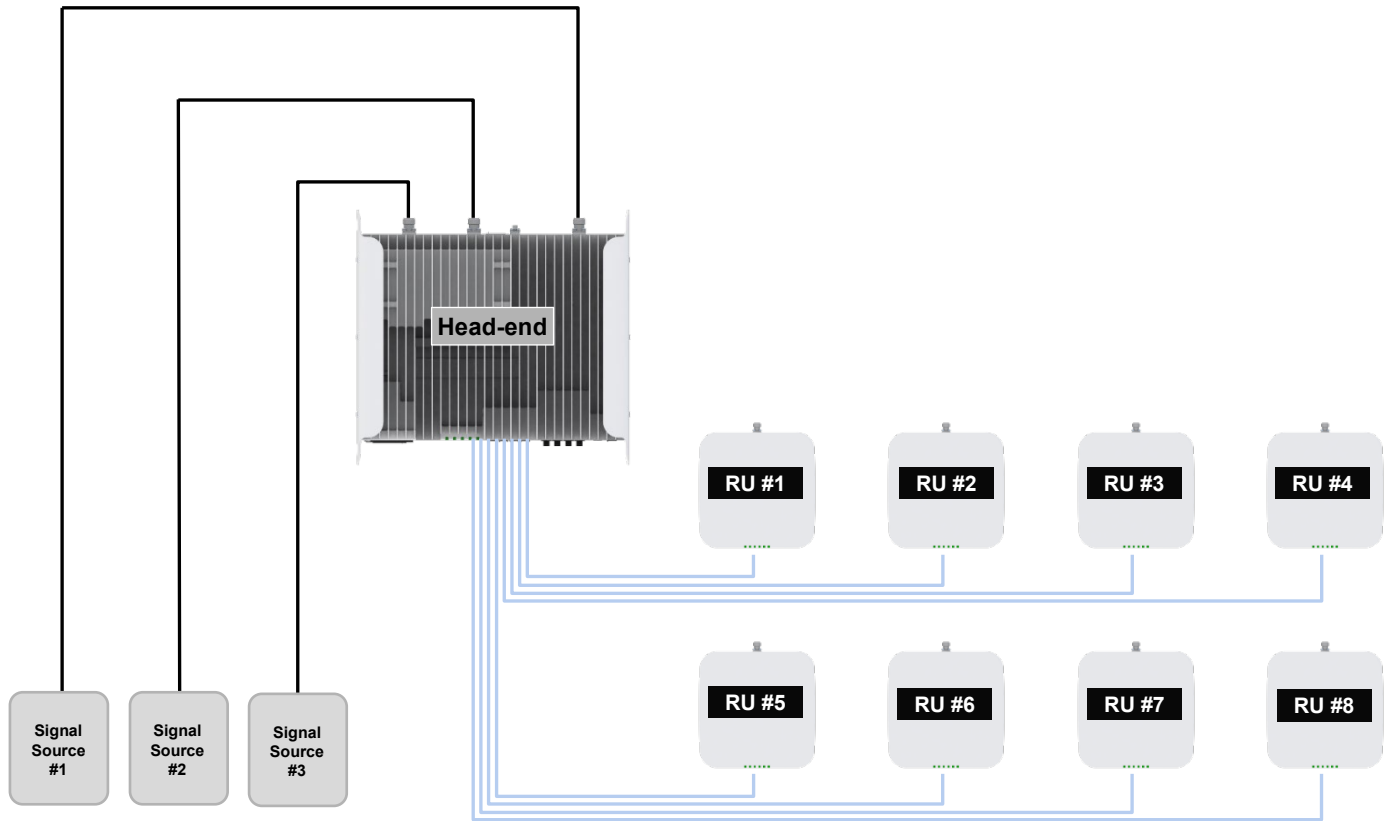 Head-end
RU #1
RU #2
RU #3
RU #4
RU #5
RU #6
RU #7
RU #8
Signal
Source
#1
Signal
Source
#2
Signal
Source
#3